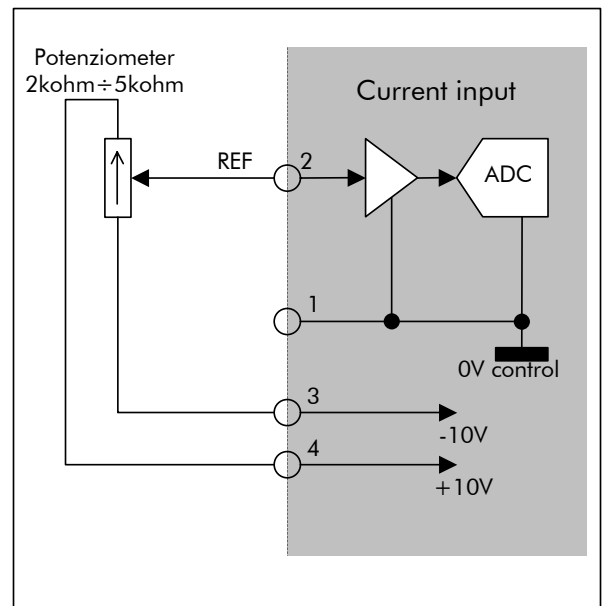 Potenziometer
2kohm÷5kohm
Current input
REF
2
ADC
1
0V control
3
-10V
4
+10V